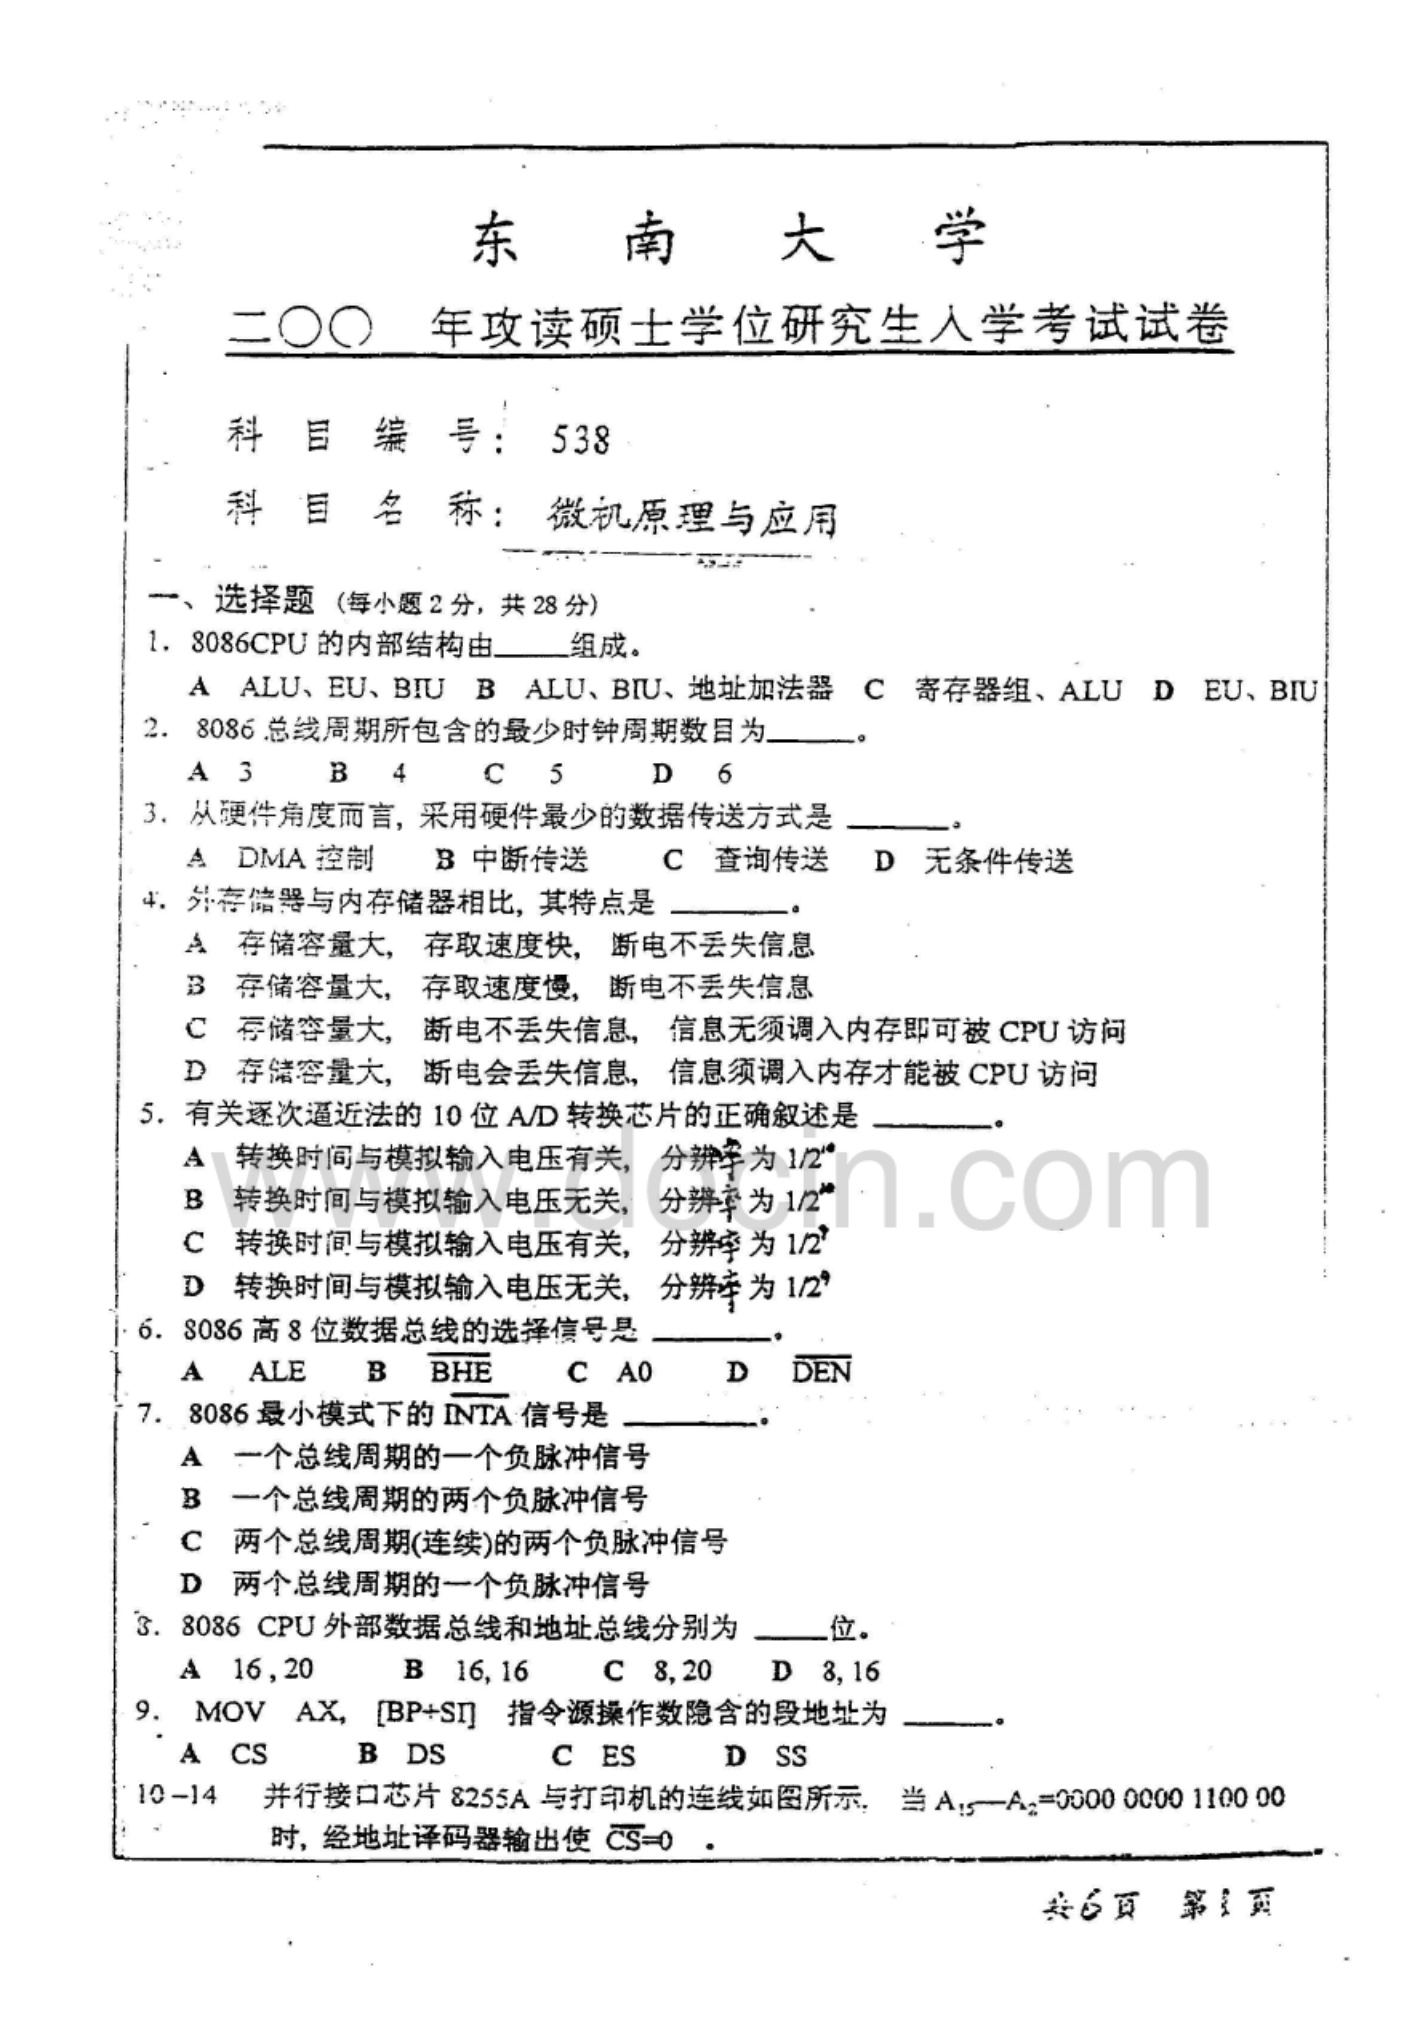 东南大学
二〇〇 年攻读硕士学位研究生入学考试试卷
科目编号: 538
科目名称: 微机原理与应用
一、选择题 (每小题2分, 共28分)
1. 8086CPU 的内部结构由_____组成。
A ALU、EU、BIU B ALU、BIU、地址加法器 C 寄存器组、ALU D EU、BIU
2. 8086 总线周期所包含的最少时钟周期数目为______。
A 3 B 4 C 5 D 6
3. 从硬件角度而言, 采用硬件最少的数据传送方式是 _______。
A DMA 控制 B 中断传送 C 查询传送 D 无条件传送
4. 外存储器与内存储器相比, 其特点是 ________。
A 存储容量大, 存取速度快, 断电不丢失信息
B 存储容量大, 存取速度慢, 断电不丢失信息
C 存储容量大, 断电不丢失信息, 信息无须调入内存即可被 CPU 访问
D 存储容量大, 断电会丢失信息, 信息须调入内存才能被 CPU 访问
5. 有关逐次逼近法的 10 位 A/D 转换芯片的正确叙述是 ________。
A 转换时间与模拟输入电压有关, 分辨率为 1/2¹⁰
B 转换时间与模拟输入电压无关, 分辨率为 1/2¹⁰
C 转换时间与模拟输入电压有关, 分辨率为 1/2⁹
D 转换时间与模拟输入电压无关, 分辨率为 1/2⁹
www.docin.com
6. 8086 高 8 位数据总线的选择信号是 ________。
A ALE B B̅H̅E̅ C A0 D D̅E̅N̅
7. 8086 最小模式下的 I̅N̅T̅A̅ 信号是 _________。
A 一个总线周期的一个负脉冲信号
B 一个总线周期的两个负脉冲信号
C 两个总线周期(连续)的两个负脉冲信号
D 两个总线周期的一个负脉冲信号
8. 8086 CPU 外部数据总线和地址总线分别为 _____位。
A 16,20 B 16,16 C 8,20 D 8,16
9. MOV AX, [BP+SI] 指令源操作数隐含的段地址为 ______。
A CS B DS C ES D SS
10-14 并行接口芯片 8255A 与打印机的连线如图所示. 当 A₁₅—A₂=0000 0000 1100 00
时, 经地址译码器输出使 C̅S̅=0 .
共6页 第1页